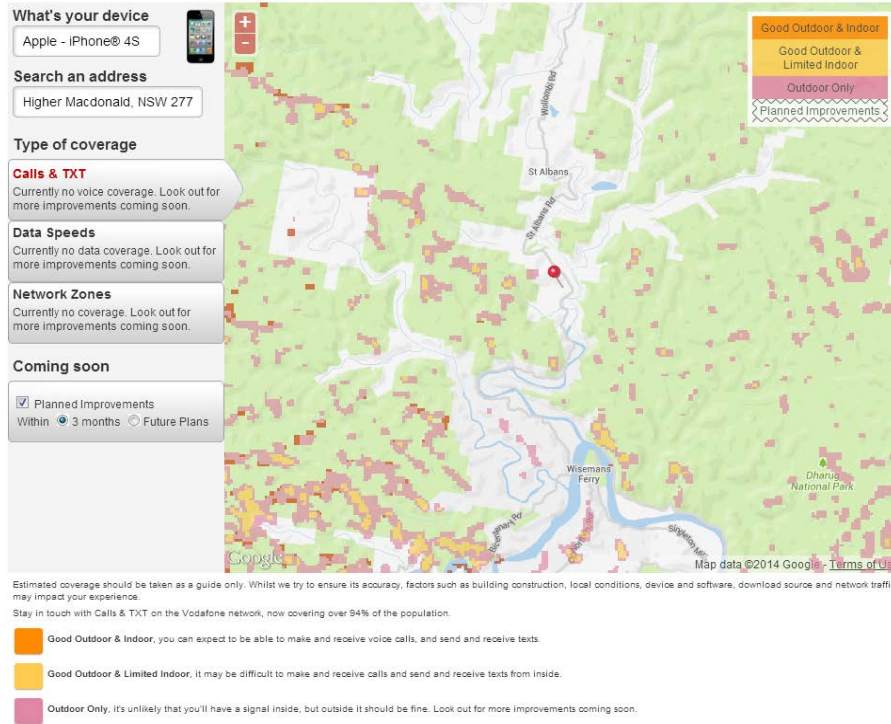 What's your device
Apple - iPhone® 4S
Search an address
Higher Macdonald, NSW 277
Type of coverage
Calls & TXT
Currently no voice coverage. Look out for
more improvements coming soon.
Data Speeds
Currently no data coverage. Look out for
more improvements coming soon.
Network Zones
Currently no coverage. Look out for
more improvements coming soon.
Coming soon
Planned Improvements
Within 3 months Future Plans
+
-
Good Outdoor & Indoor
Good Outdoor &
Limited Indoor
Outdoor Only
Planned Improvements
Wollombi Rd
St Albans
St Albans Rd
Wisemans
Ferry
Dharug
National Park
Singleton
Google
Map data ©2014 Google - Terms of Us
Estimated coverage should be taken as a guide only. Whilst we try to ensure its accuracy, factors such as building construction, local conditions, device and software, download source and network traffi
may impact your experience.
Stay in touch with Calls & TXT on the Vodafone network, now covering over 94% of the population.
Good Outdoor & Indoor, you can expect to be able to make and receive voice calls, and send and receive texts.
Good Outdoor & Limited Indoor, it may be difficult to make and receive calls and send and receive texts from inside.
Outdoor Only, it's unlikely that you'll have a signal inside, but outside it should be fine. Look out for more improvements coming soon.